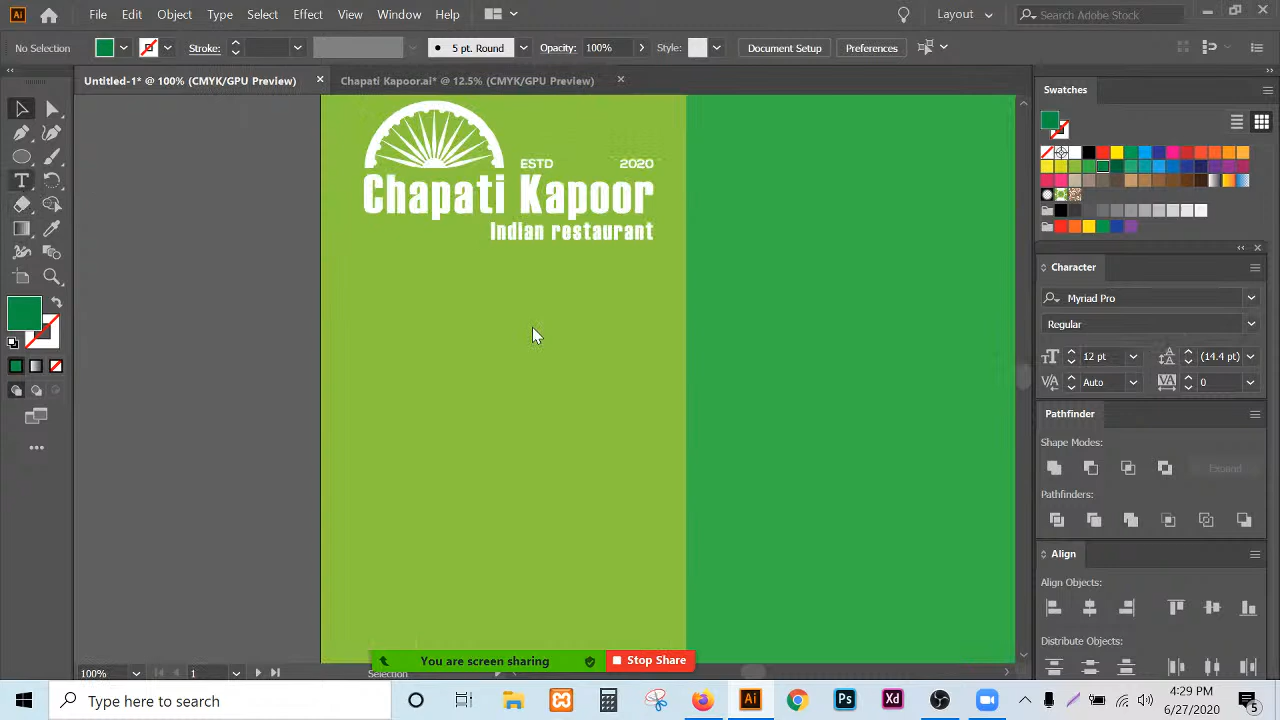 File Edit Object Type Select Effect View Window Help
Layout
Search Adobe Stock
No Selection
Stroke:
5 pt. Round
Opacity: 100%
Style:
Document Setup
Preferences
Untitled-1* @ 100% (CMYK/GPU Preview)
Chapati Kapoor.ai* @ 12.5% (CMYK/GPU Preview)
ESTD 2020
Chapati Kapoor
Indian restaurant
Swatches
Character
Myriad Pro
Regular
12 pt
(14.4 pt)
Auto
0
Pathfinder
Shape Modes:
Expand
Pathfinders:
Align
Align Objects:
Distribute Objects:
100%
1
Selection
You are screen sharing
Stop Share
Type here to search
Ai
Ps
Xd
4:29 PM
6/27/2020
5